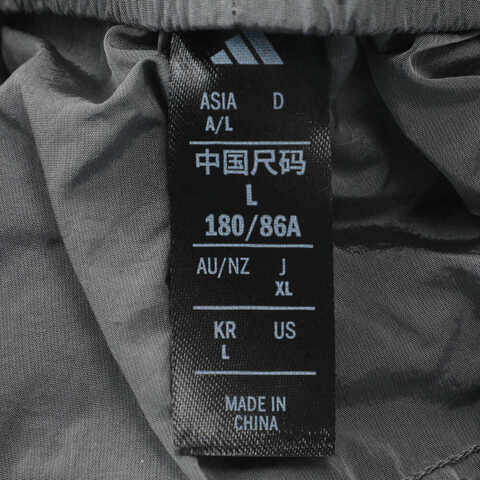 ASIA D
A/L
中国尺码
L
180/86A
AU/NZ J
XL
KR US
L
MADE IN
CHINA